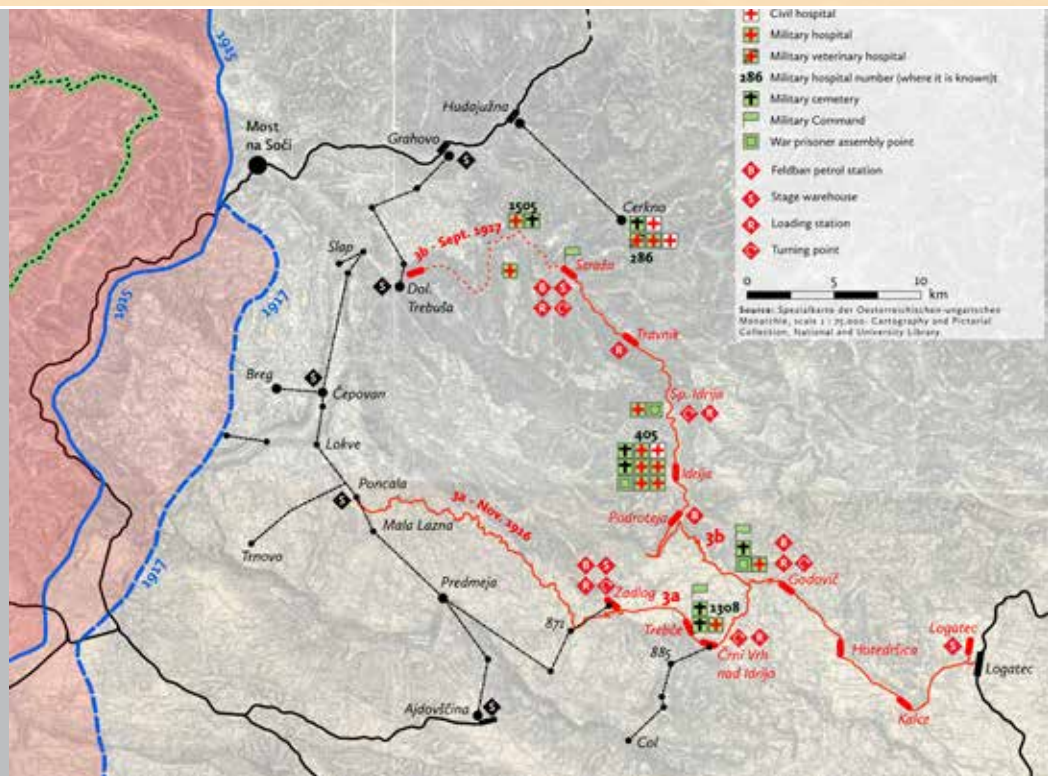 Civil hospital
Military hospital
Military veterinary hospital
286 Military hospital number (where it is known)t
Military cemetery
Military Command
War prisoner assembly point
B Feldban petrol station
S Stage warehouse
R Loading station
C Turning point
0 5 10 km
Source: Spezialkarte der Oesterreichischen-ungarischen
Monarchie, scale 1 : 75,000. Cartography and Pictorial
Collection, National and University Library.
1915
Hudajužna
Most
na Soči
Grahovo
S
1505
Cerkno
286
3b - Sept. 1917
Slap
Straža
S
Dol.
Trebuša
B S
R C
1917
1915
Travnik
R
Breg
S
Čepovan
Sp. Idrija
C R
Lokve
405
Idrija
Poncala
S
3a - Nov. 1916
Podroteja
R
Mala Lazna
3b
B
R C
Trnovo
Godovič
Predmeja
B S
R C
Zadlog
3a
1308
1917
871
Trebče
C R
Logatec
S
885
Črni Vrh
nad Idrija
Hotedršica
Logatec
Ajdovščina
S
Kalce
Col